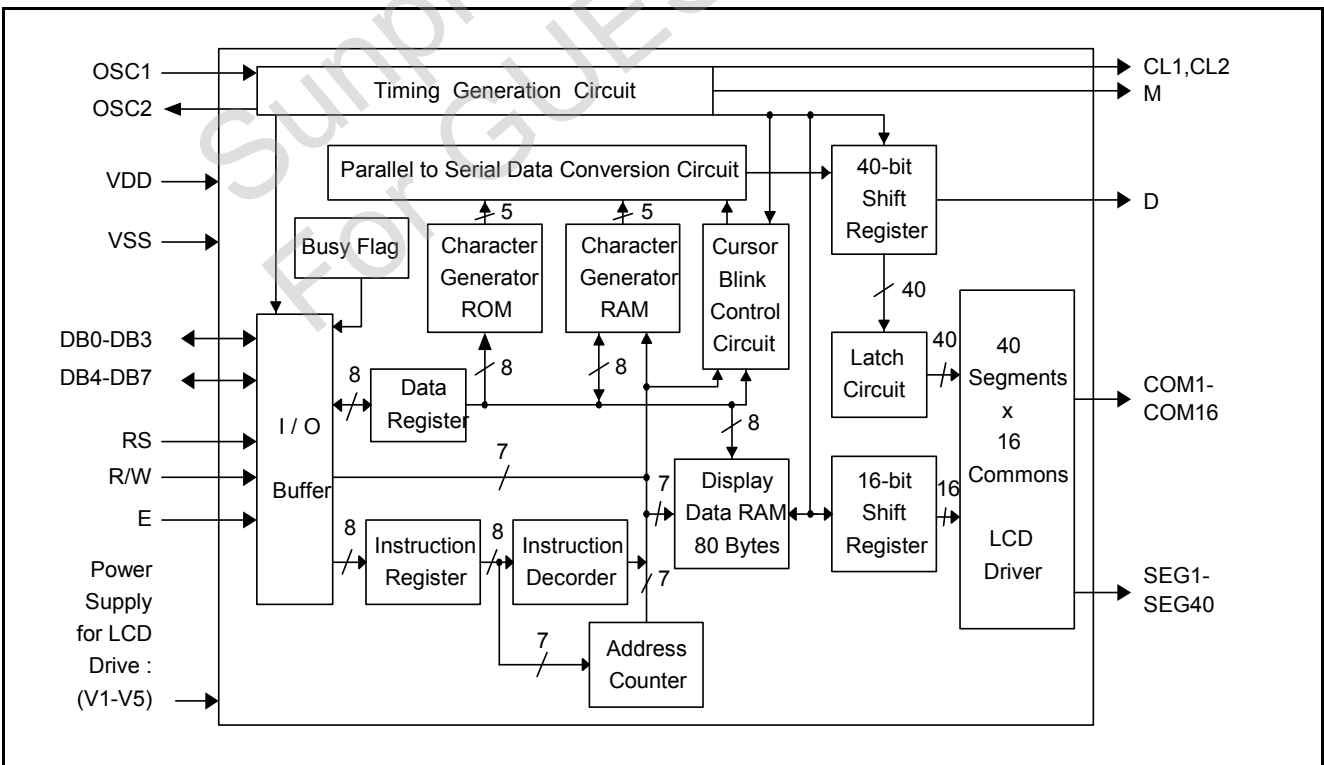 Sunpl
For GUES
OSC1
OSC2
VDD
VSS
DB0-DB3
DB4-DB7
RS
R/W
E
Power
Supply
for LCD
Drive :
(V1-V5)
Timing Generation Circuit
Parallel to Serial Data Conversion Circuit
Busy Flag
5
5
Character
Generator
ROM
Character
Generator
RAM
Cursor
Blink
Control
Circuit
40-bit
Shift
Register
40
Latch
Circuit
40
8
Data
Register
8
8
8
I / O
Buffer
7
7
Display
Data RAM
80 Bytes
16-bit
Shift
Register
16
40
Segments
x
16
Commons
LCD
Driver
8
Instruction
Register
8
Instruction
Decorder
7
7
Address
Counter
CL1,CL2
M
D
COM1-
COM16
SEG1-
SEG40